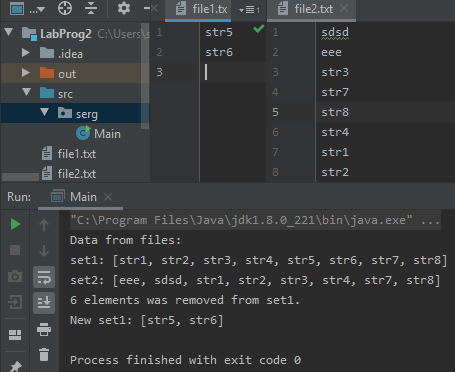 ...
file1.tx
1
file2.txt
LabProg2 C:\Users\s
.idea
out
src
serg
Main
file1.txt
file2.txt
1 str5
2 str6
3
1 sdsd
2 eee
3 str3
4 str7
5 str8
6 str4
7 str1
8 str2
Run: Main
"C:\Program Files\Java\jdk1.8.0_221\bin\java.exe" ...
Data from files:
set1: [str1, str2, str3, str4, str5, str6, str7, str8]
set2: [eee, sdsd, str1, str2, str3, str4, str7, str8]
6 elements was removed from set1.
New set1: [str5, str6]
Process finished with exit code 0